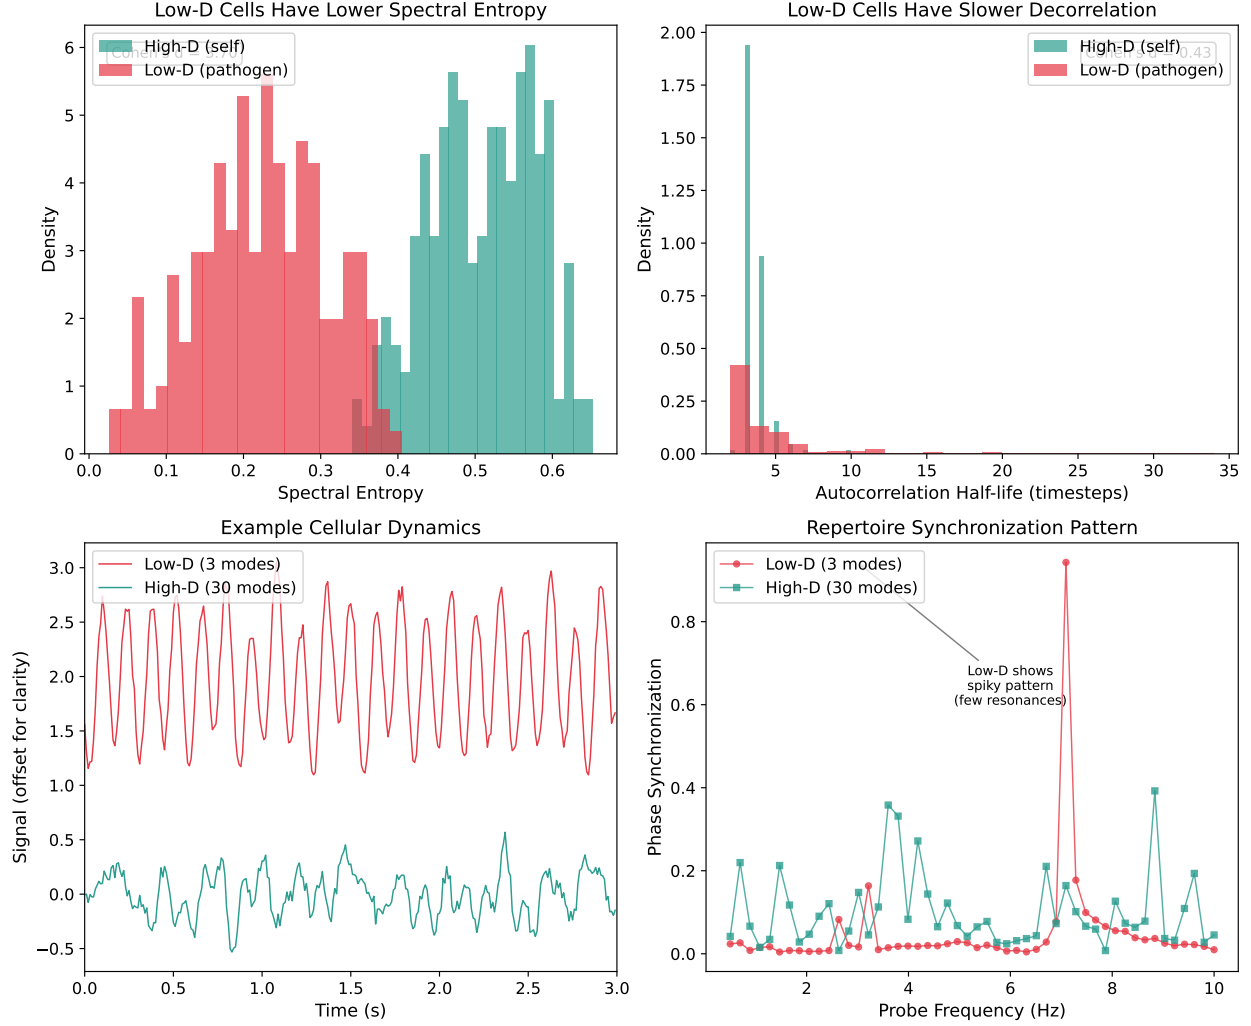 Low-D Cells Have Lower Spectral Entropy
High-D (self)
Low-D (pathogen)
6
5
4
3
2
1
0
Density
0.0 0.1 0.2 0.3 0.4 0.5 0.6
Spectral Entropy
Low-D Cells Have Slower Decorrelation
High-D (self)
Low-D (pathogen)
Cohen's d = 0.43
2.00
1.75
1.50
1.25
1.00
0.75
0.50
0.25
0.00
Density
5 10 15 20 25 30 35
Autocorrelation Half-life (timesteps)
Example Cellular Dynamics
Low-D (3 modes)
High-D (30 modes)
3.0
2.5
2.0
1.5
1.0
0.5
0.0
−0.5
Signal (offset for clarity)
0.0 0.5 1.0 1.5 2.0 2.5 3.0
Time (s)
Repertoire Synchronization Pattern
Low-D (3 modes)
High-D (30 modes)
Low-D shows
spiky pattern
(few resonances)
0.8
0.6
0.4
0.2
0.0
Phase Synchronization
2 4 6 8 10
Probe Frequency (Hz)